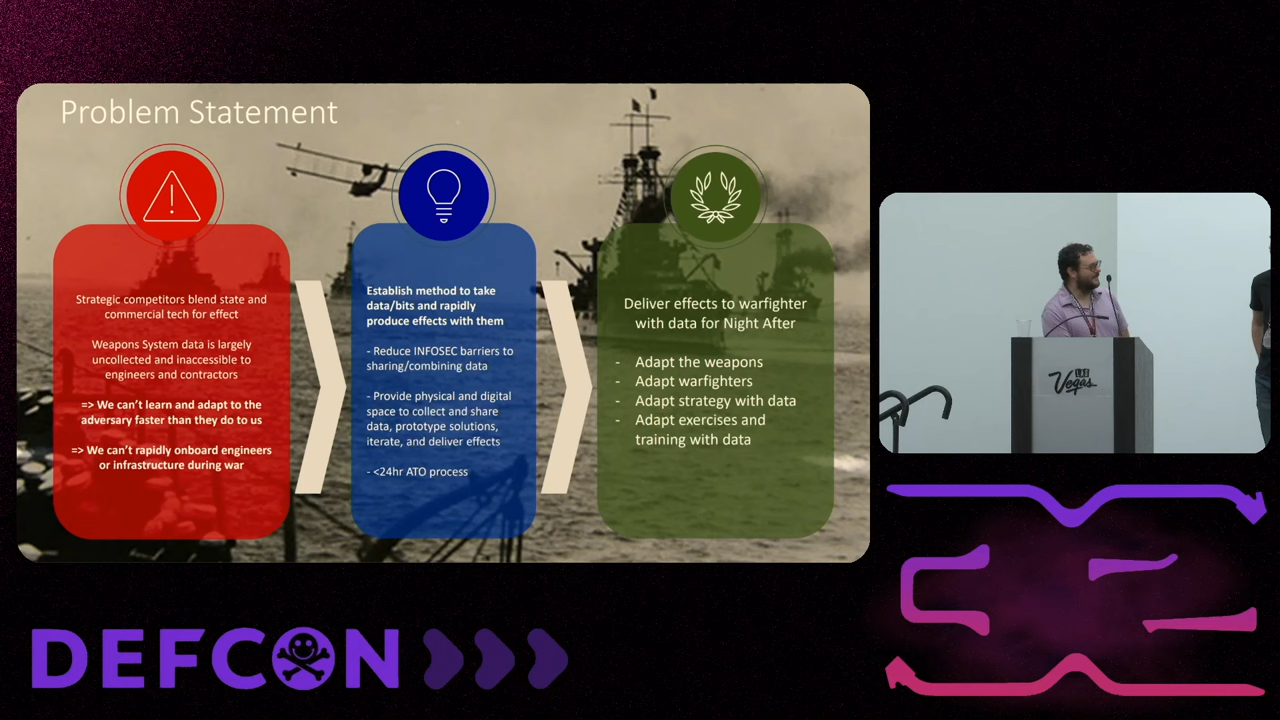 Problem Statement
Strategic competitors blend state and
commercial tech for effect
Weapons System data is largely
uncollected and inaccessible to
engineers and contractors
=> We can’t learn and adapt to the
adversary faster than they do to us
=> We can’t rapidly onboard engineers
or infrastructure during war
Establish method to take
data/bits and rapidly
produce effects with them
- Reduce INFOSEC barriers to
sharing/combining data
- Provide physical and digital
space to collect and share
data, prototype solutions,
iterate, and deliver effects
- <24hr ATO process
Deliver effects to warfighter
with data for Night After
- Adapt the weapons
- Adapt warfighters
- Adapt strategy with data
- Adapt exercises and
training with data
Vegas
DEFCON